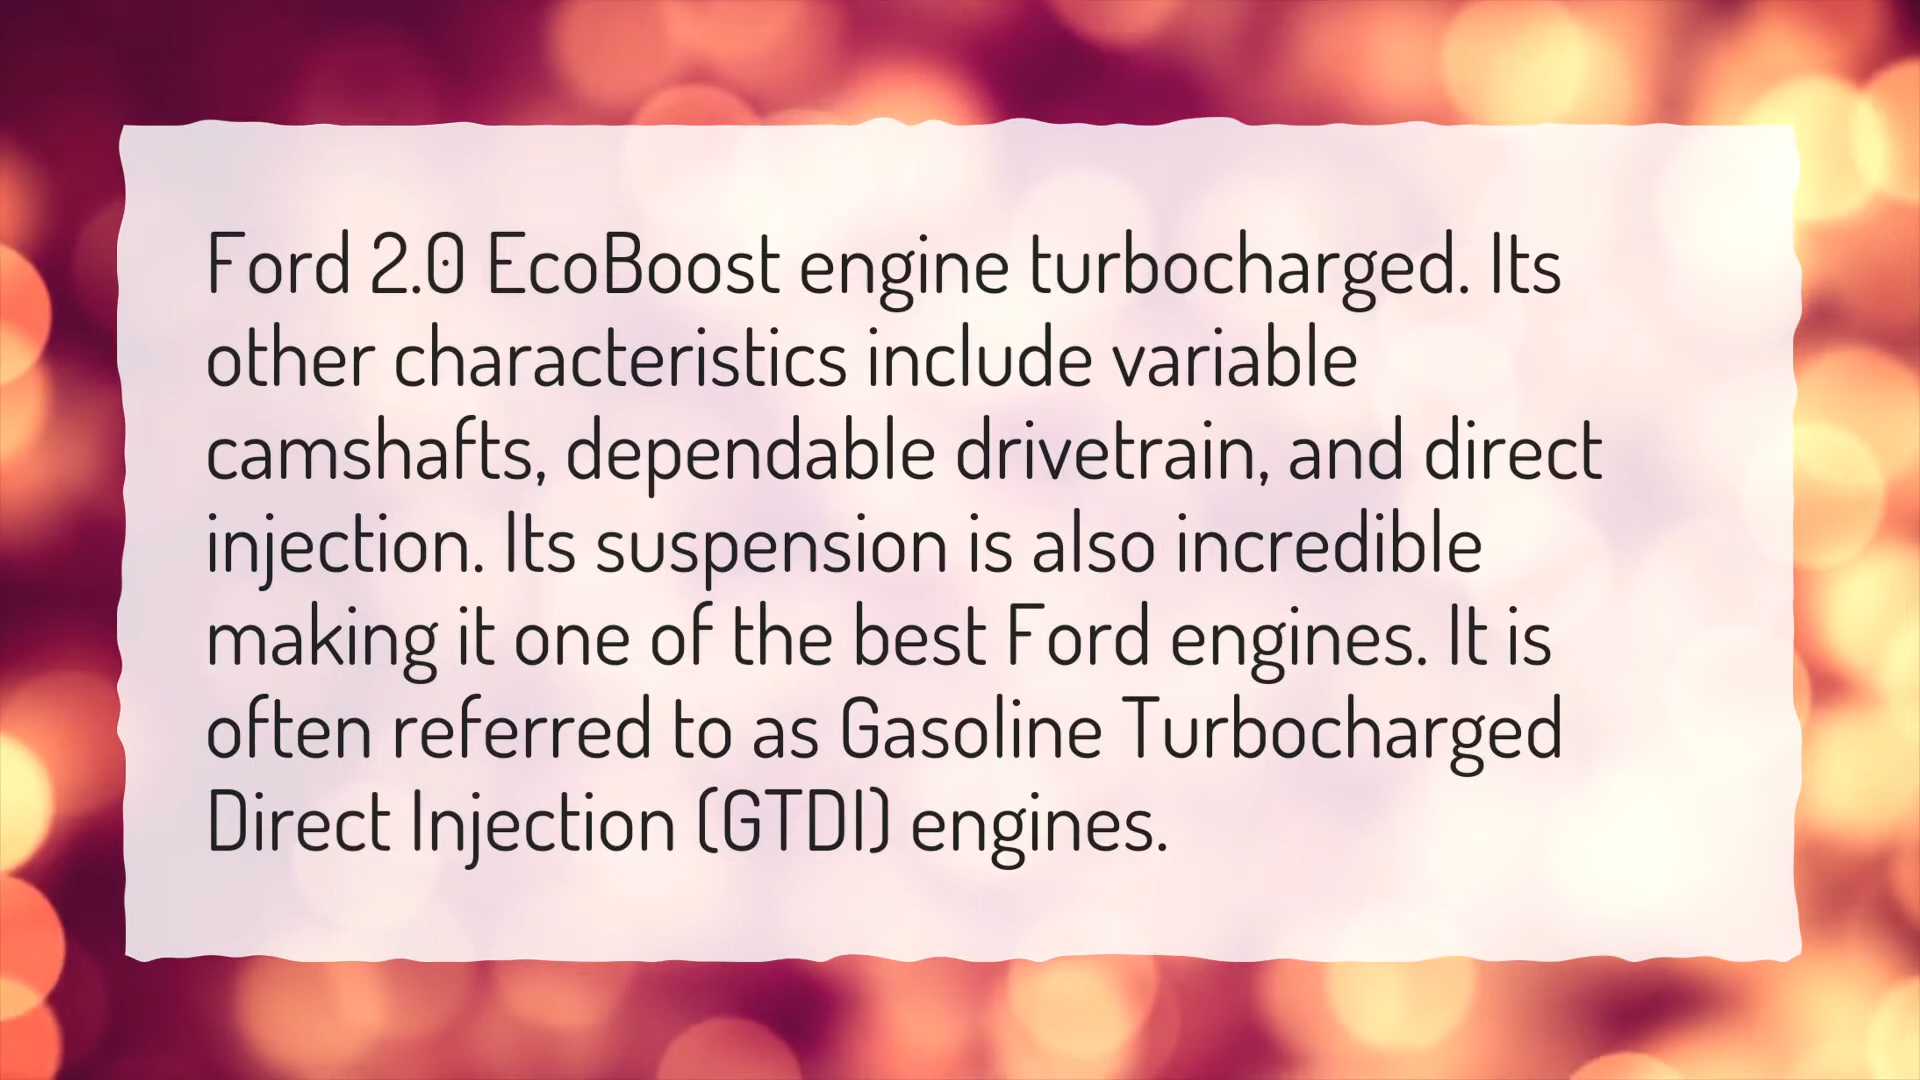 Ford 2.0 EcoBoost engine turbocharged. Its
other characteristics include variable
camshafts, dependable drivetrain, and direct
injection. Its suspension is also incredible
making it one of the best Ford engines. It is
often referred to as Gasoline Turbocharged
Direct Injection (GTDI) engines.